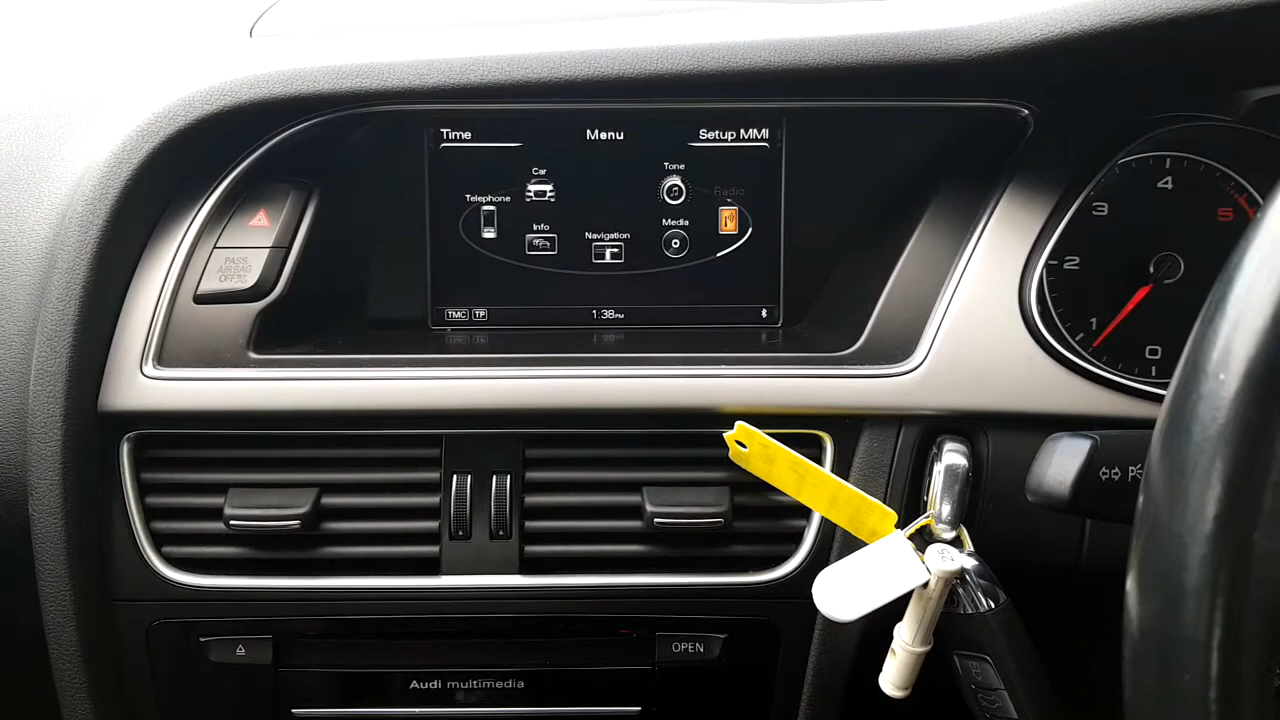 Time Menu Setup MMI
Car
Tone
Telephone
Radio
Info
Navigation
Media
TMC TP 1:38PM
PASS.
AIR BAG
OFF
0
1
2
3
4
5
25
OPEN
Audi multimedia